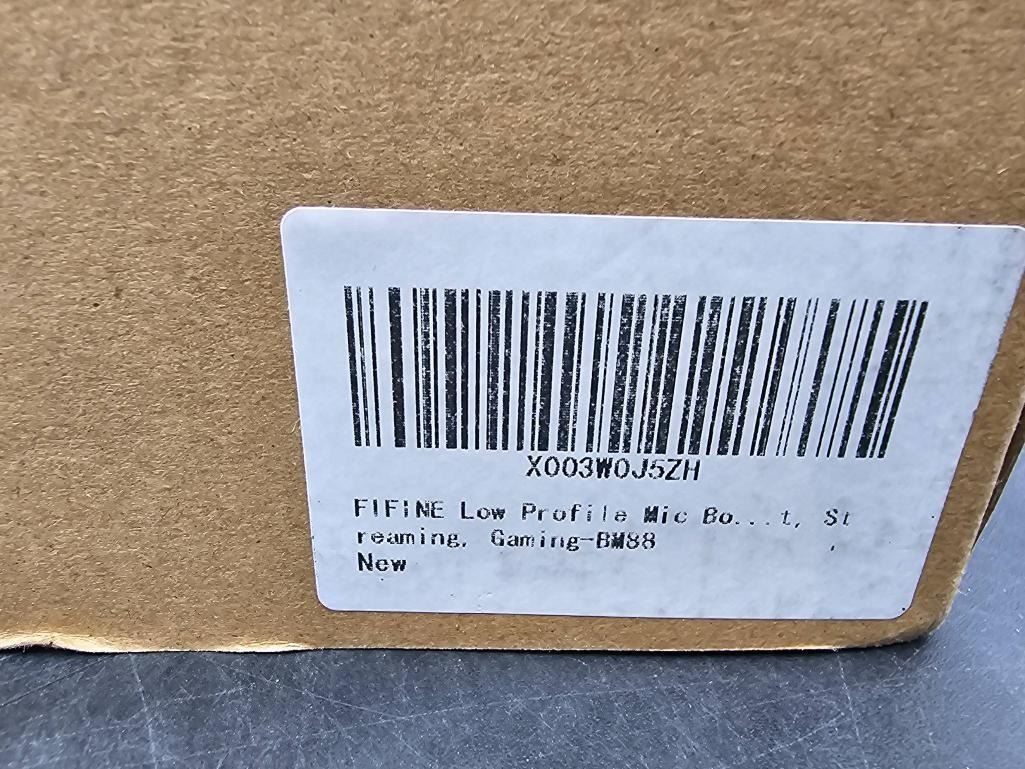 X003W0J5ZH
FIFINE Low Profile Mic Bo...t, St
reaming, Gaming-BM88
New